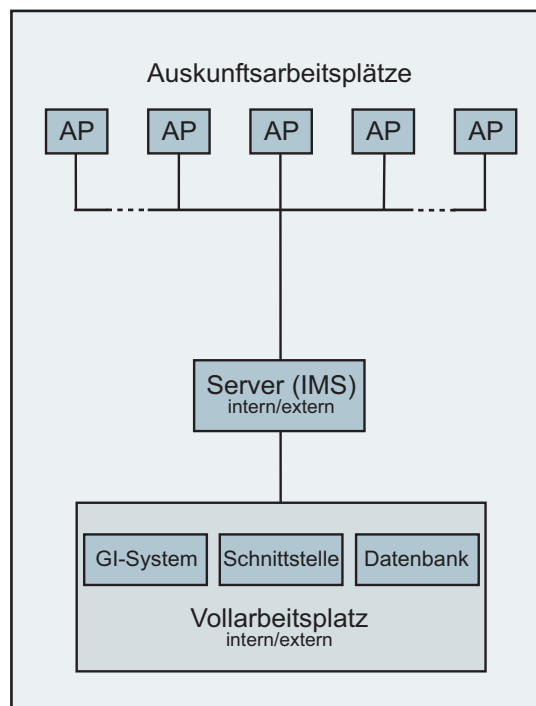 Auskunftsarbeitsplätze
AP AP AP AP AP
Server (IMS)
intern/extern
GI-System Schnittstelle Datenbank
Vollarbeitsplatz
intern/extern